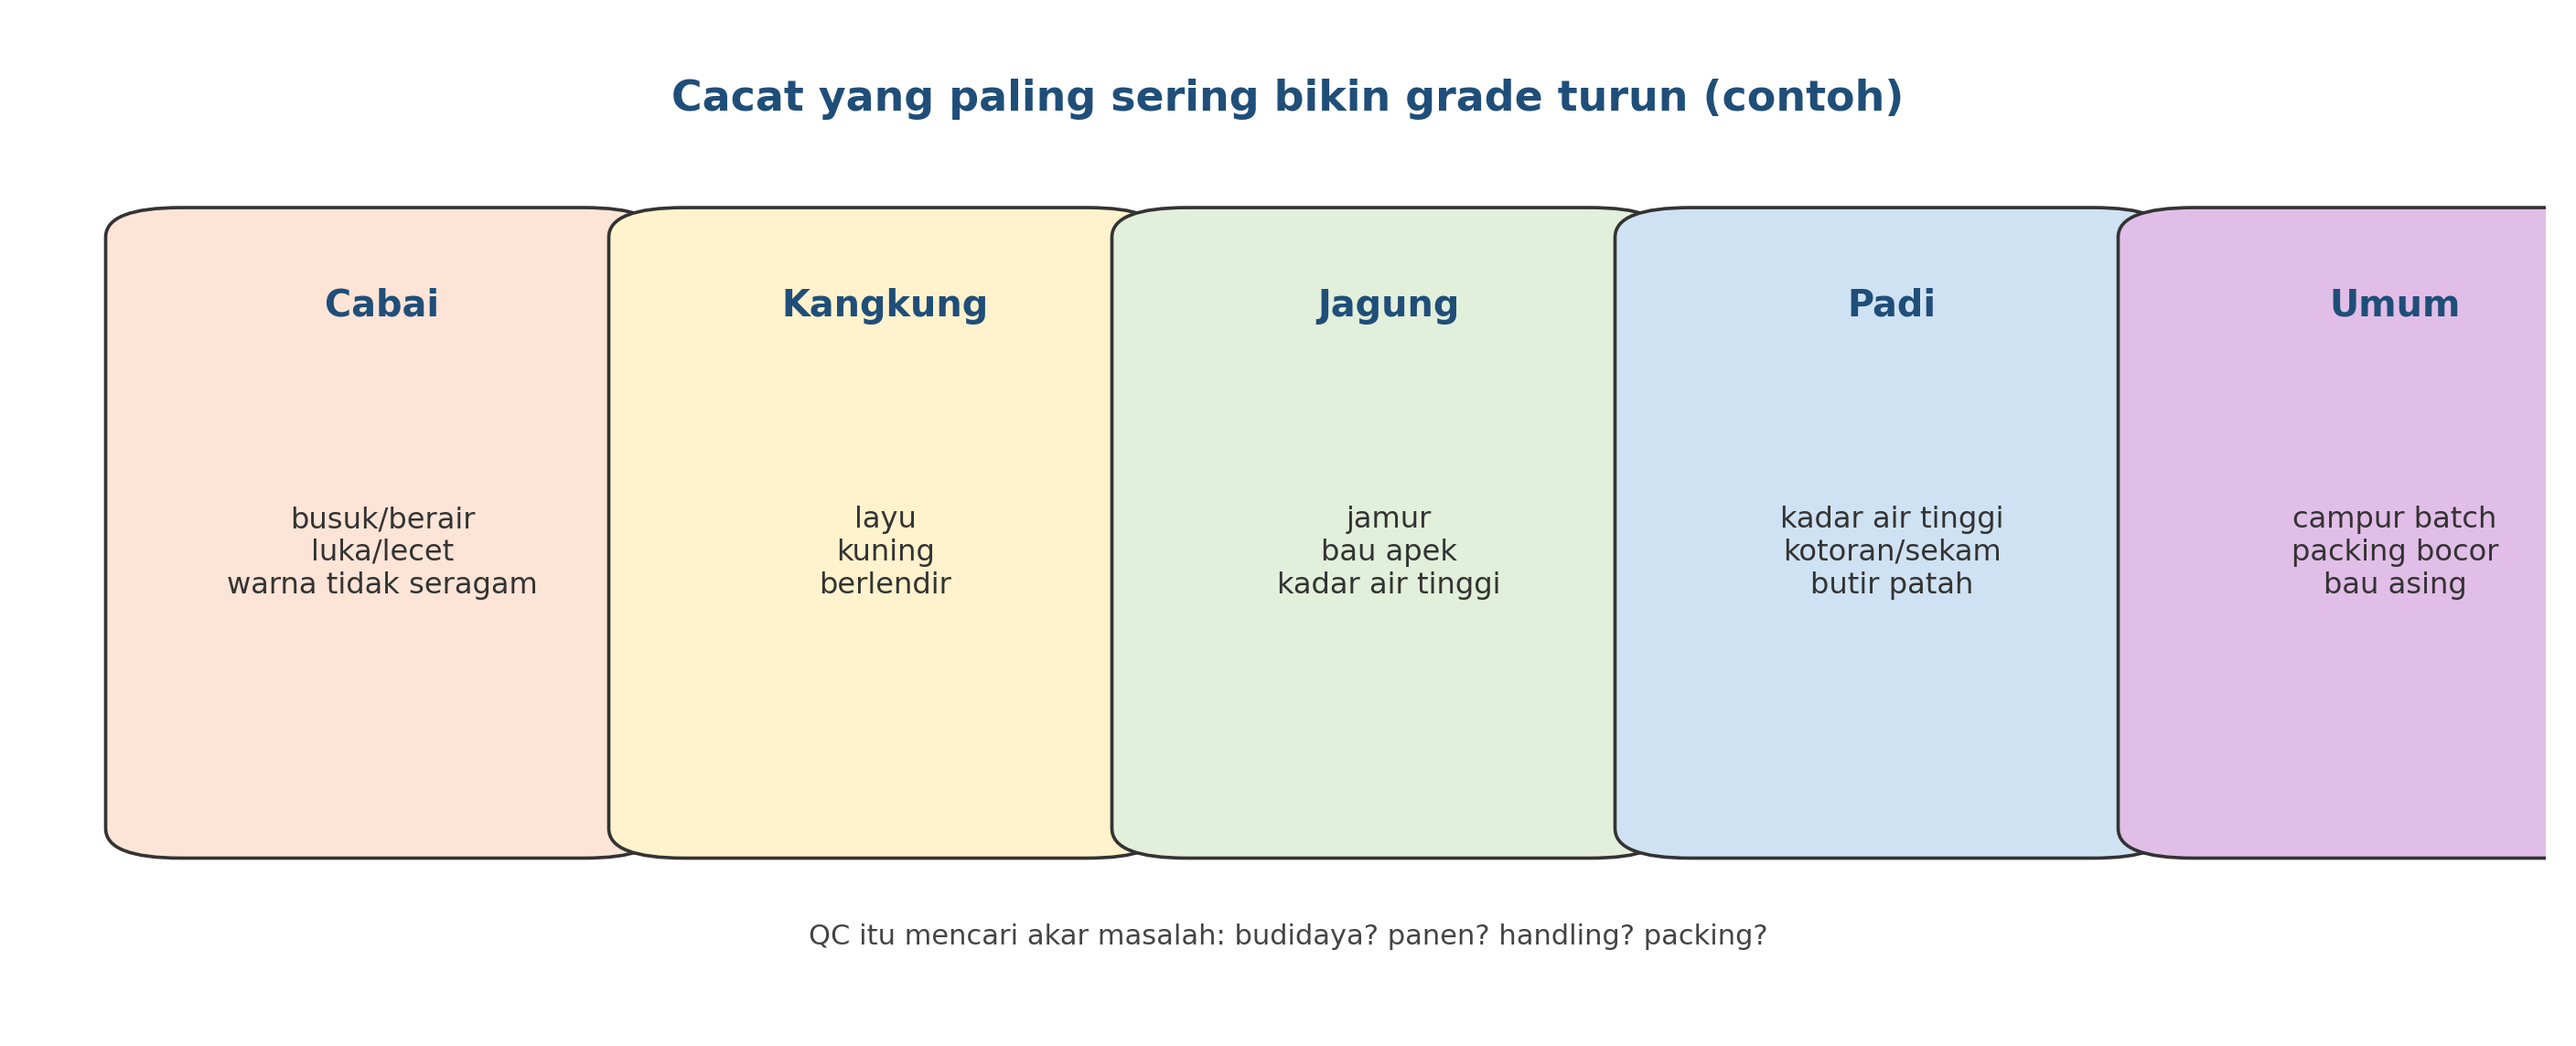 Cacat yang paling sering bikin grade turun (contoh)
Cabai
busuk/berair
luka/lecet
warna tidak seragam
Kangkung
layu
kuning
berlendir
Jagung
jamur
bau apek
kadar air tinggi
Padi
kadar air tinggi
kotoran/sekam
butir patah
Umum
campur batch
packing bocor
bau asing
QC itu mencari akar masalah: budidaya? panen? handling? packing?